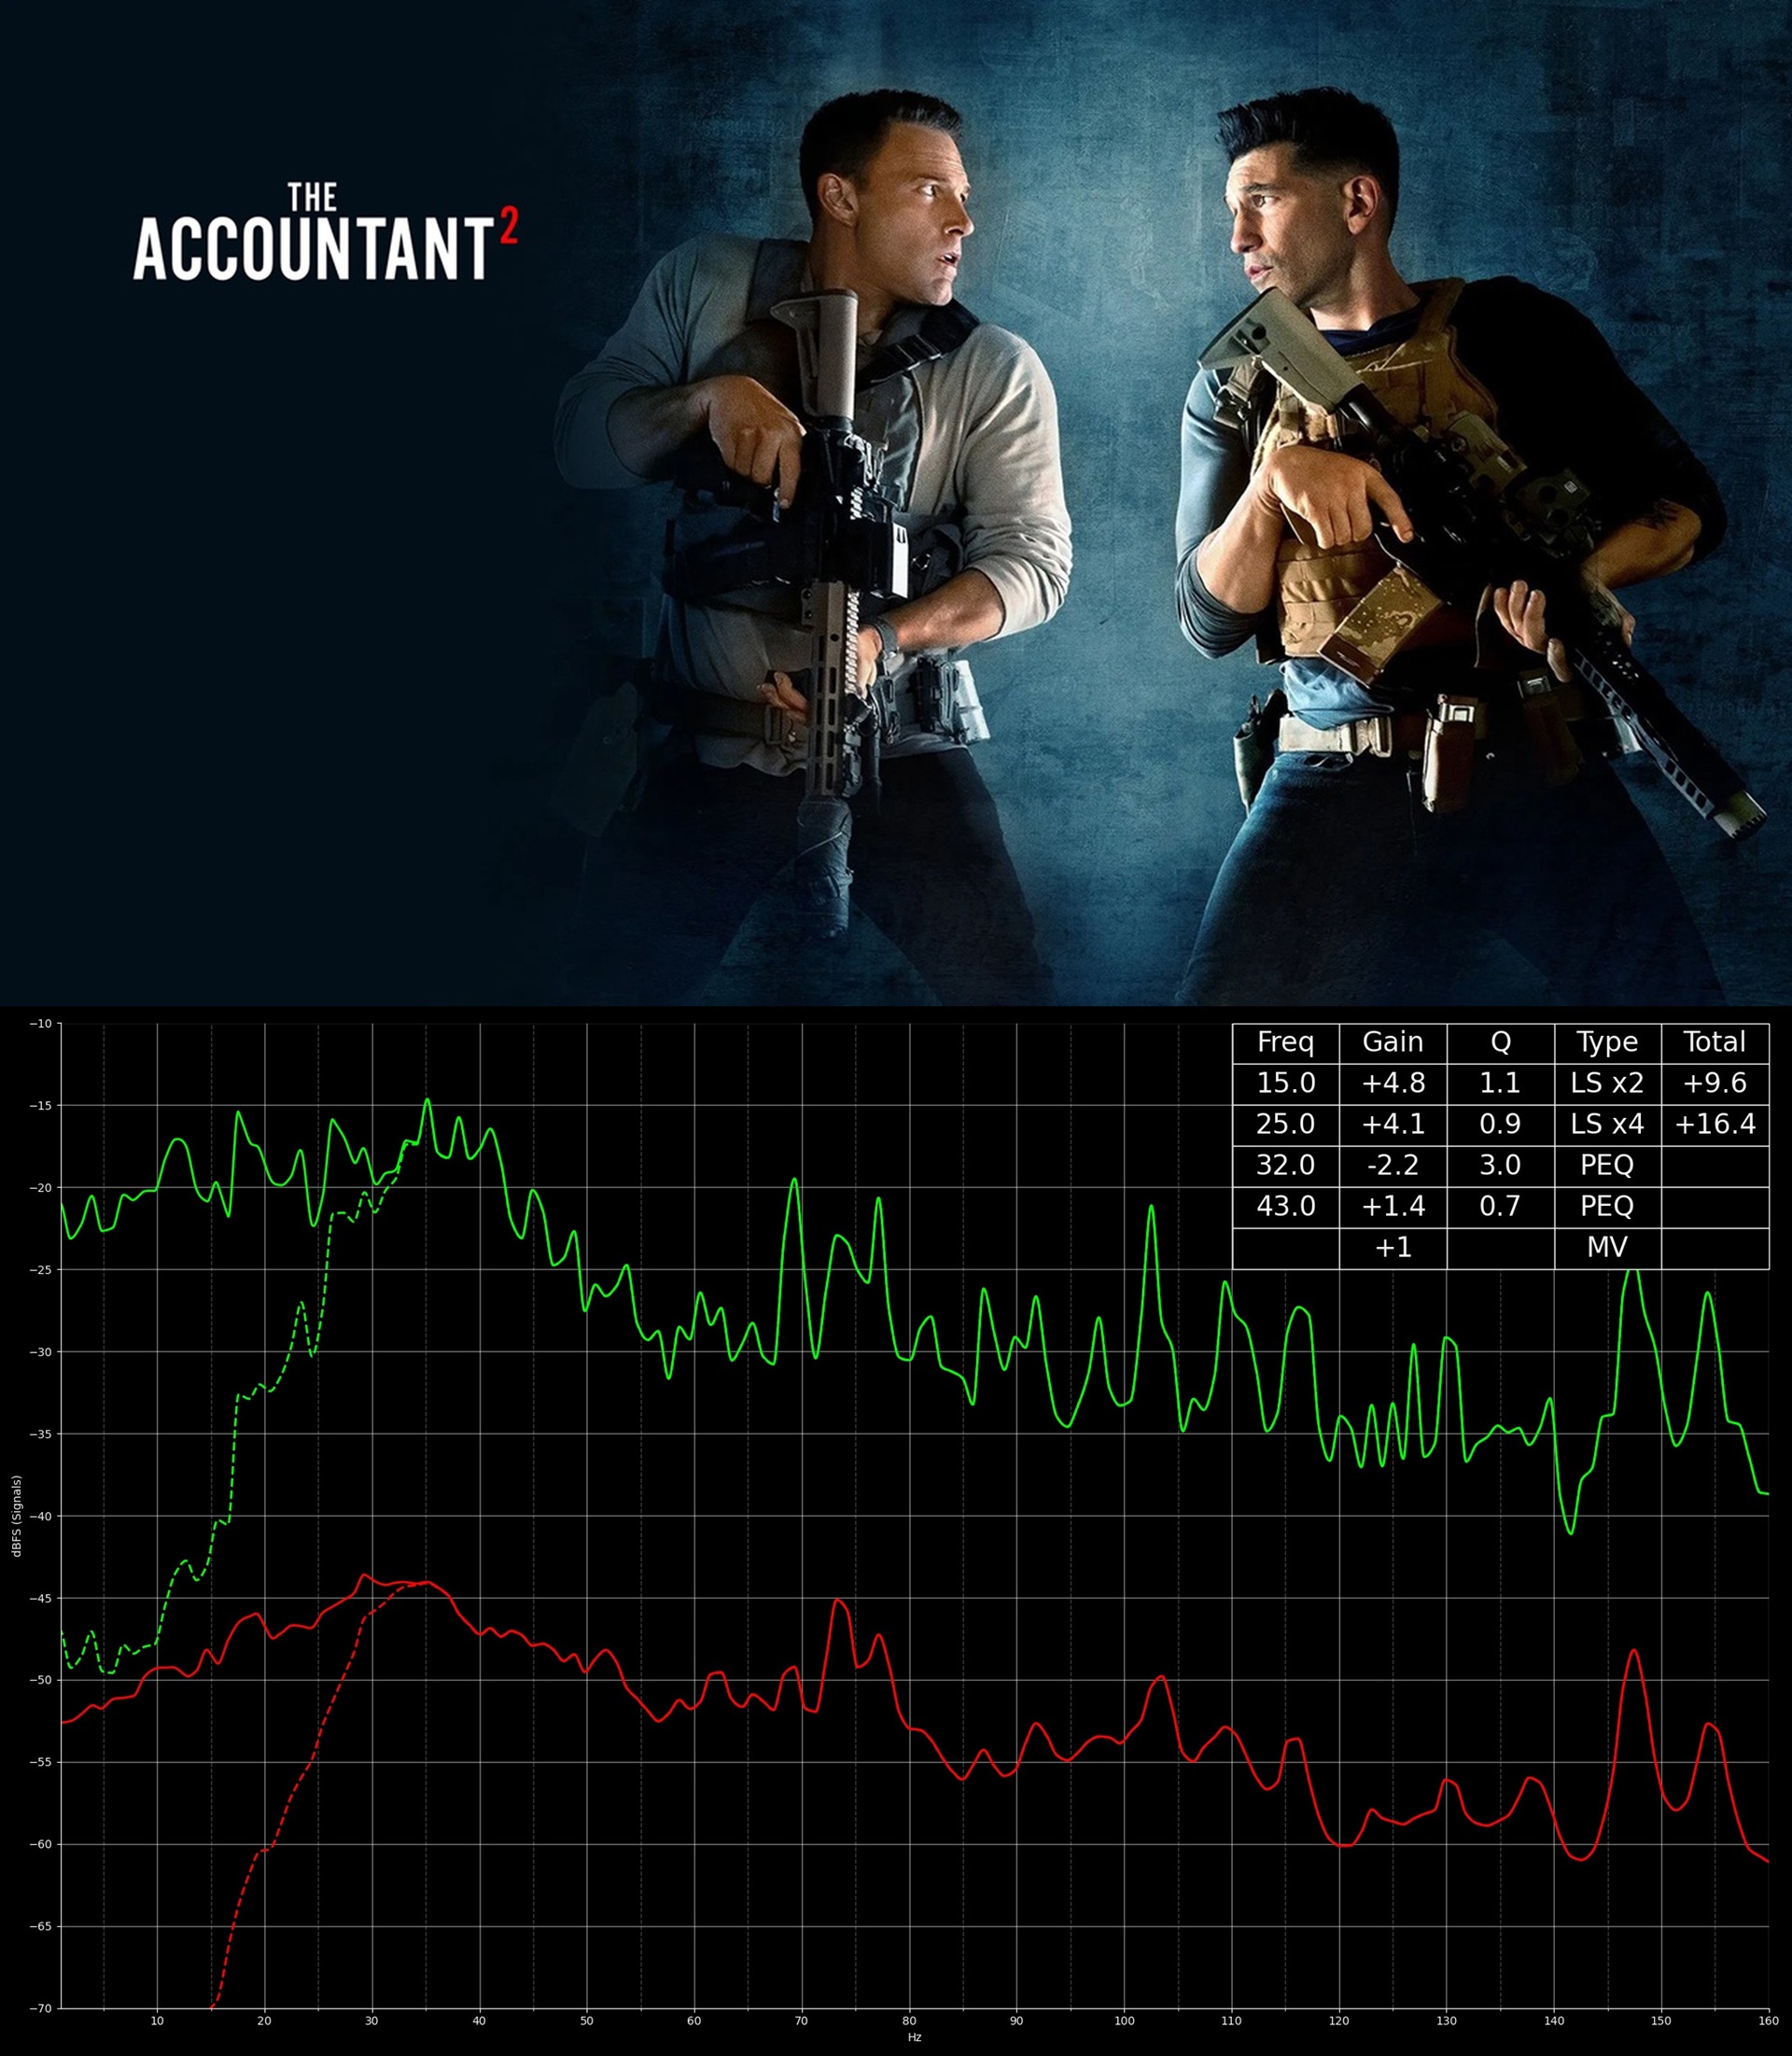 THE
ACCOUNTANT2
Freq Gain Q Type Total
15.0 +4.8 1.1 LS x2 +9.6
25.0 +4.1 0.9 LS x4 +16.4
32.0 -2.2 3.0 PEQ
43.0 +1.4 0.7 PEQ
+1 MV
−10
−15
−20
−25
−30
−35
−40
−45
−50
−55
−60
−65
−70
dBFS (Signals)
10 20 30 40 50 60 70 80 90 100 110 120 130 140 150 160
Hz